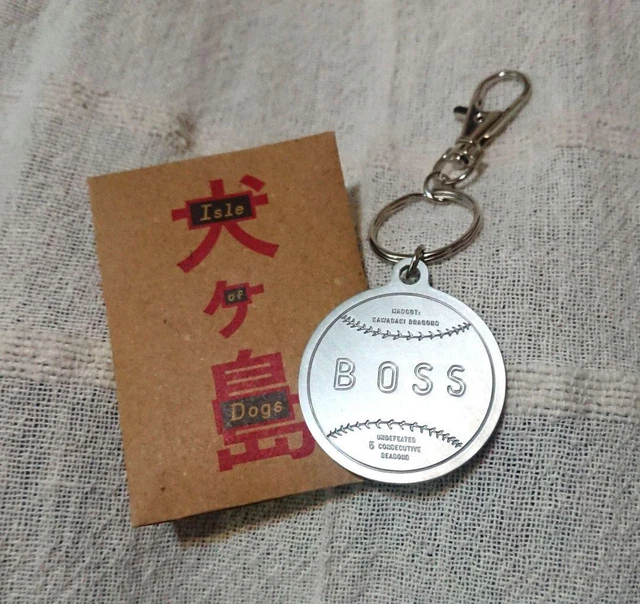 犬
Isle
ヶ
of
島
Dogs
MASCOT:
KAWASAKI DRAGONS
BOSS
UNDEFEATED
5 CONSECUTIVE
SEASONS